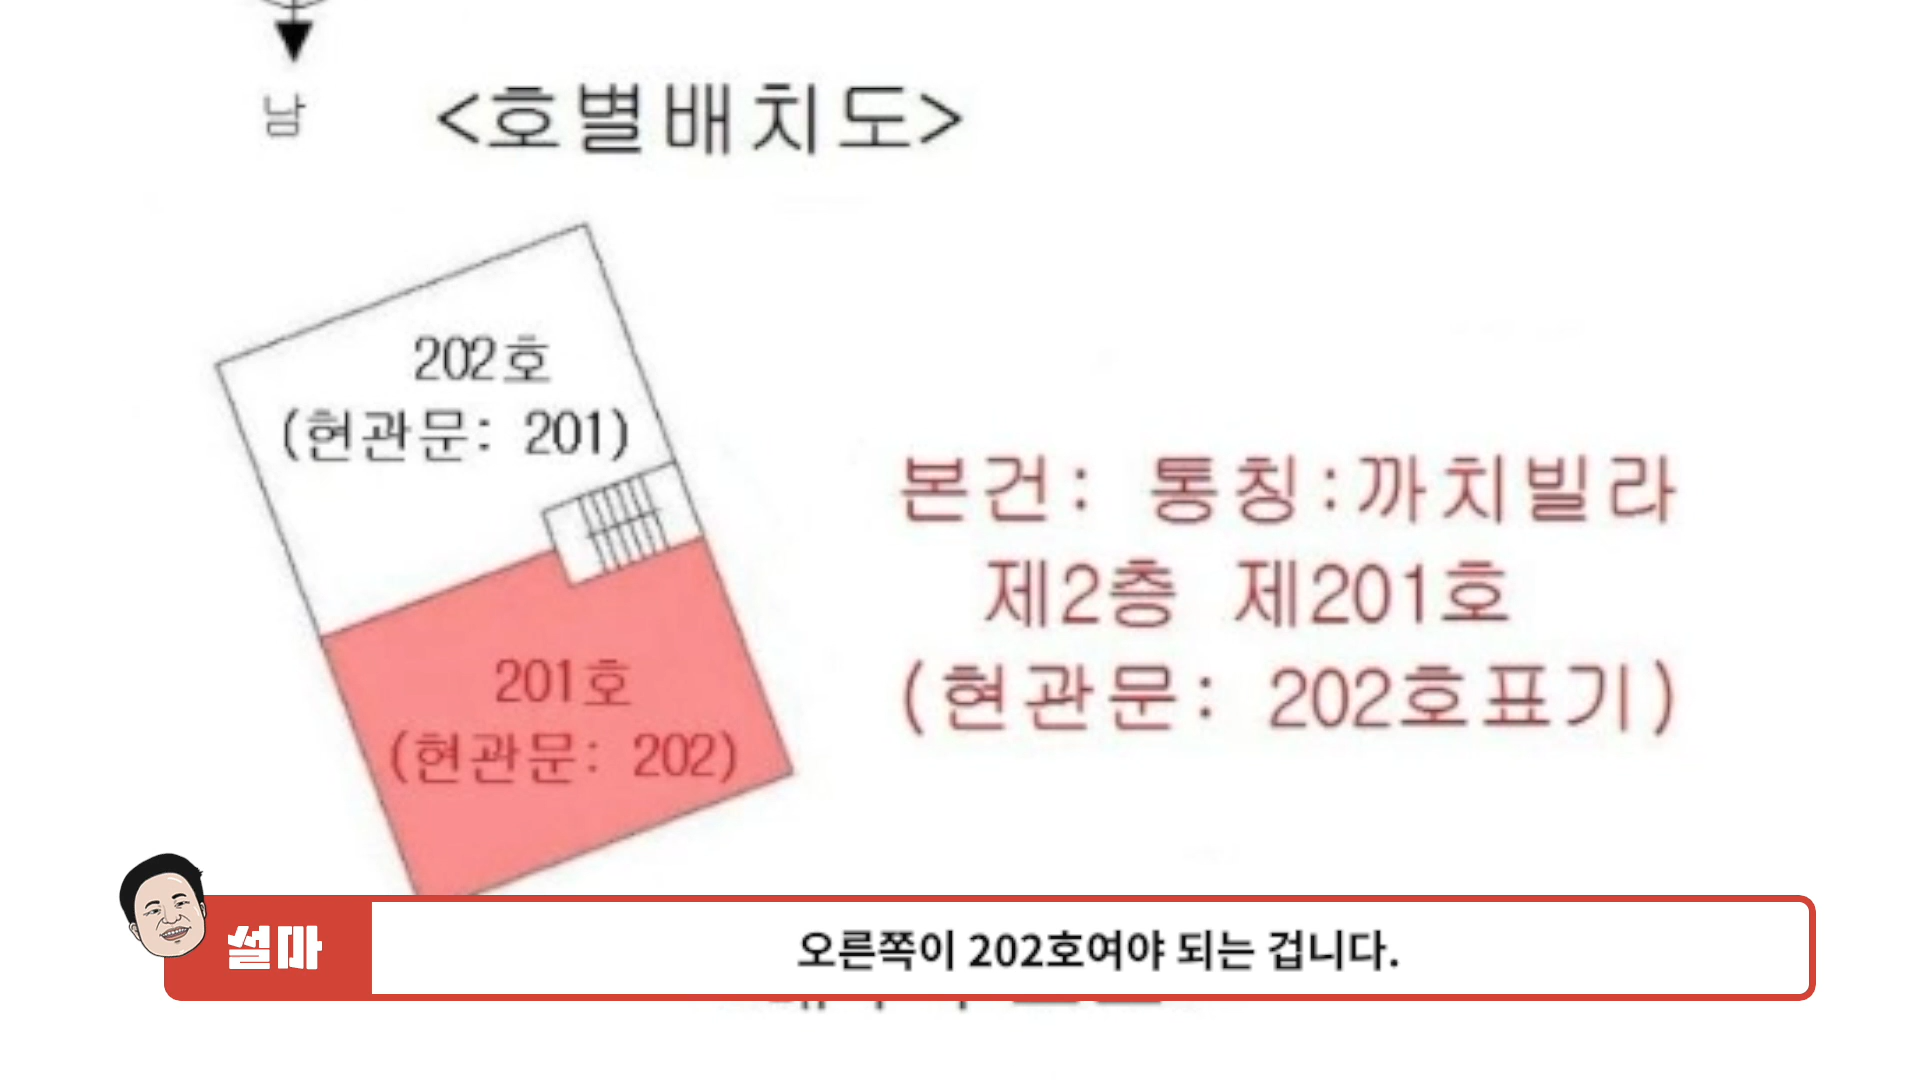 남
<호별배치도>
202호
(현관문: 201)
201호
(현관문: 202)
본건: 통칭:까치빌라
제2층 제201호
(현관문: 202호표기)
썰마
오른쪽이 202호여야 되는 겁니다.